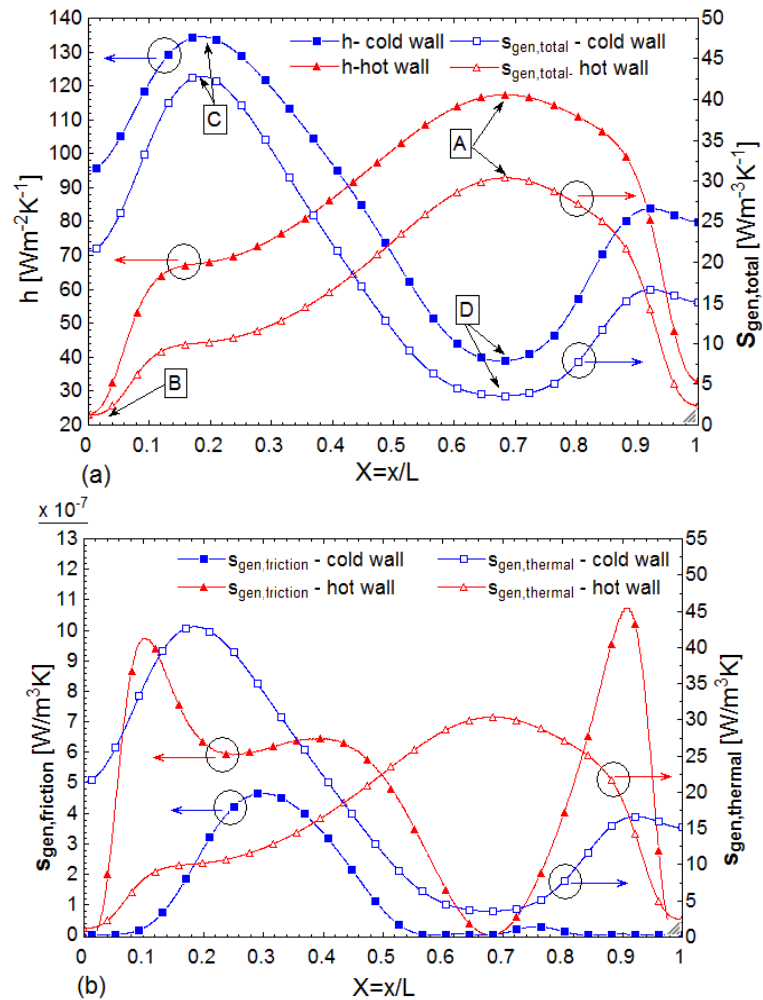 140
130
120
110
100
90
80
70
60
50
40
30
20
h [Wm⁻²K⁻¹]
h- cold wall
h-hot wall
sgen,total - cold wall
sgen,total- hot wall
C
A
B
D
50
45
40
35
30
25
20
15
10
5
0
Sgen,total [Wm⁻³K⁻¹]
0 0.1 0.2 0.3 0.4 0.5 0.6 0.7 0.8 0.9 1
(a)
X=x/L
x 10⁻⁷
13
12
11
10
9
8
7
6
5
4
3
2
1
0
sgen,friction [W/m³K]
sgen,friction - cold wall
sgen,friction - hot wall
sgen,thermal - cold wall
sgen,thermal - hot wall
55
50
45
40
35
30
25
20
15
10
5
0
sgen,thermal [W/m³K]
0 0.1 0.2 0.3 0.4 0.5 0.6 0.7 0.8 0.9 1
(b)
X=x/L